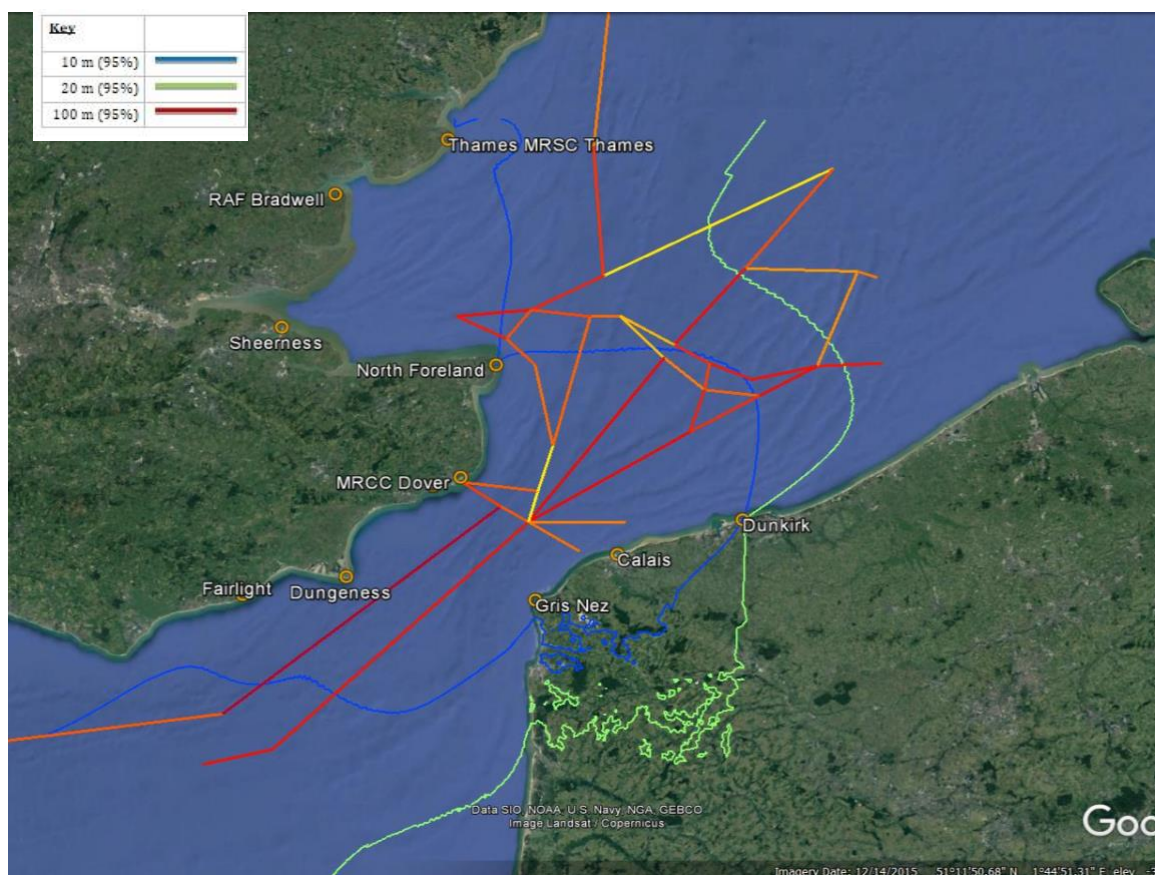 Key
10 m (95%)
20 m (95%)
100 m (95%)
Thames MRSC Thames
RAF Bradwell
Sheerness
North Foreland
MRCC Dover
Dunkirk
Calais
Fairlight
Dungeness
Gris Nez
Data SIO, NOAA, U.S. Navy, NGA, GEBCO
Image Landsat / Copernicus
Goo
Imagery Date: 12/14/2015 51°11'50.68" N 1°44'51.31" E elev